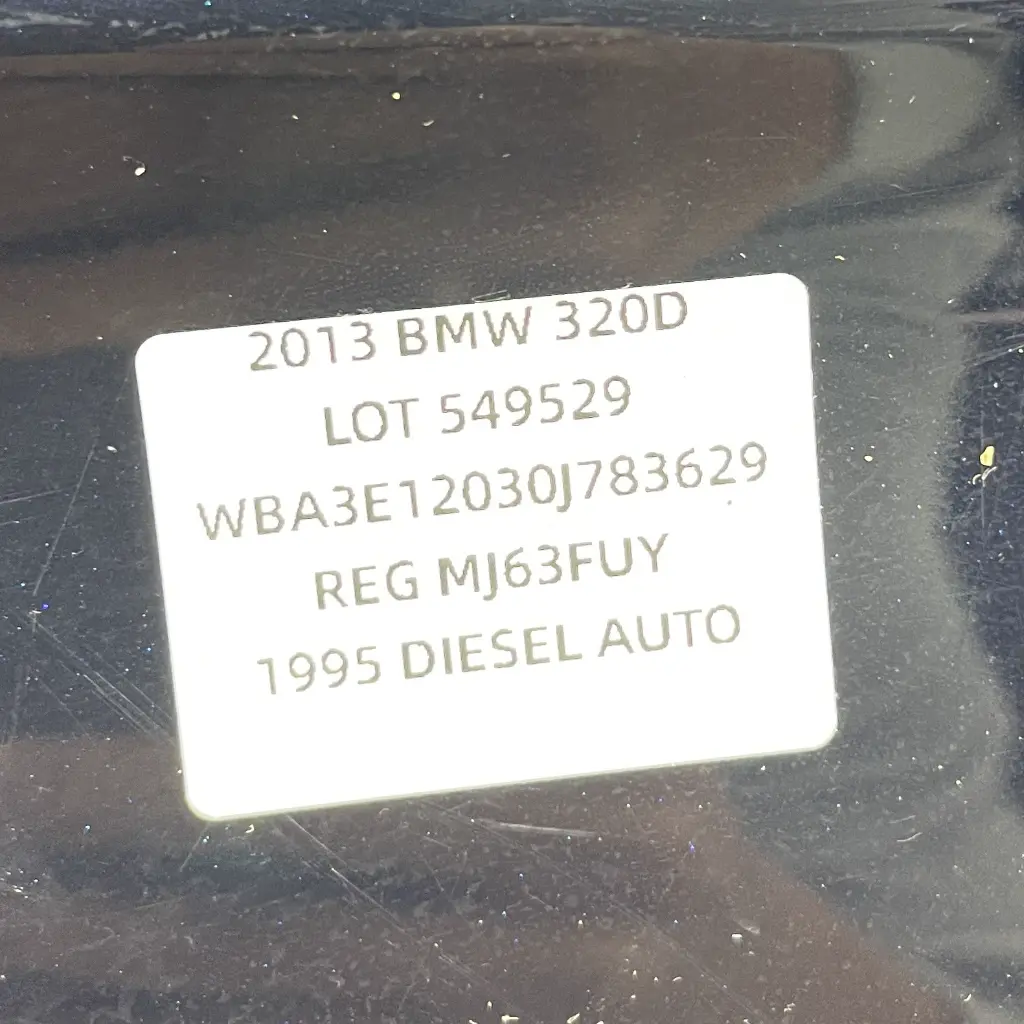 2013 BMW 320D
LOT 549529
WBA3E12030J783629
REG MJ63FUY
1995 DIESEL AUTO